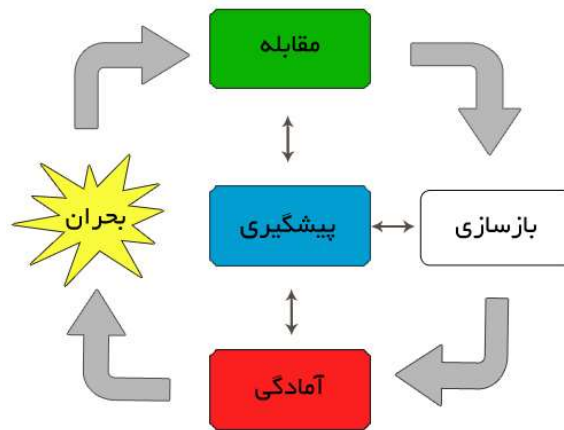 مقابله
بازسازی
پیشگیری
بحران
آمادگی